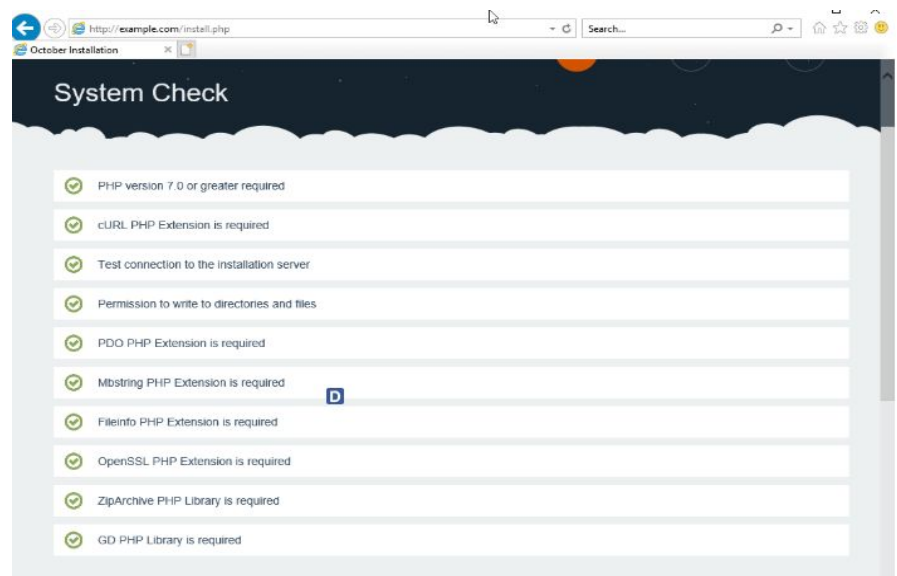 http://example.com/install.php
Search...
October Installation
System Check
PHP version 7.0 or greater required
cURL PHP Extension is required
Test connection to the installation server
Permission to write to directories and files
PDO PHP Extension is required
Mbstring PHP Extension is required
D
Fileinfo PHP Extension is required
OpenSSL PHP Extension is required
ZipArchive PHP Library is required
GD PHP Library is required